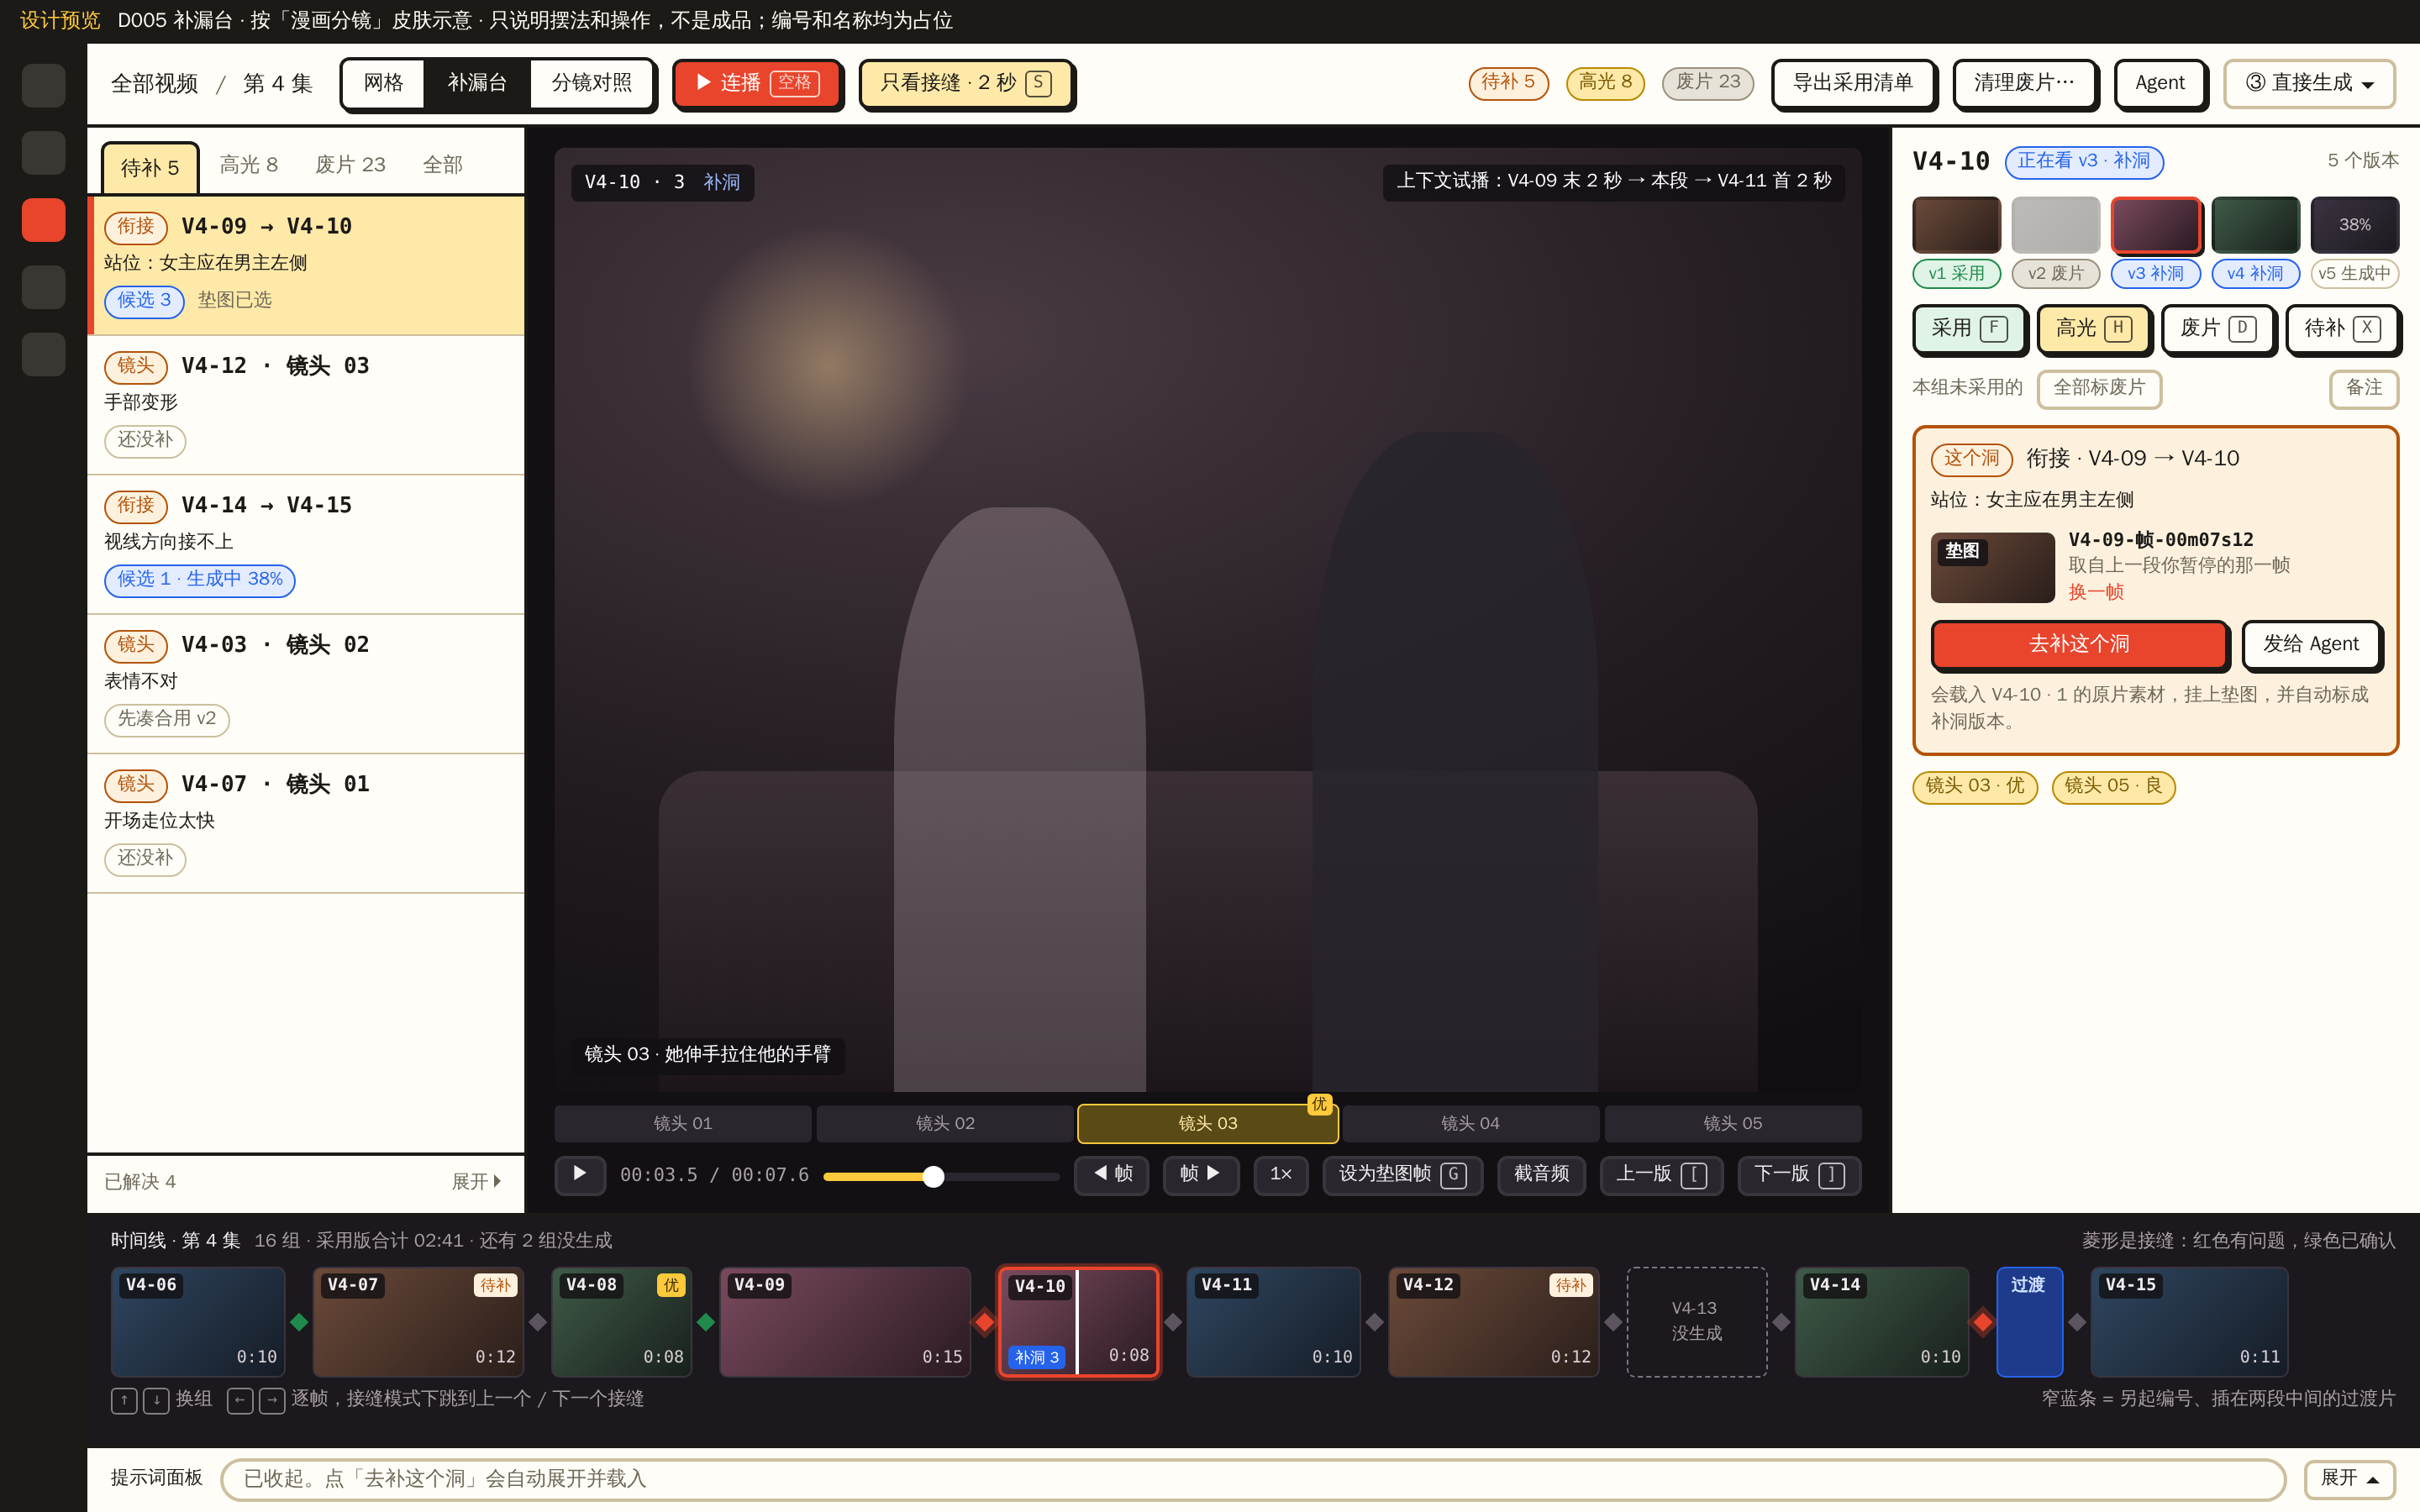 设计预览 D005 补漏台 · 按「漫画分镜」皮肤示意 · 只说明摆法和操作，不是成品；编号和名称均为占位
全部视频 / 第 4 集 网格 补漏台 分镜对照 ▶ 连播 空格 只看接缝 · 2 秒 S 待补 5 高光 8 废片 23 导出采用清单 清理废片… Agent ③ 直接生成
待补 5 高光 8 废片 23 全部
衔接 V4-09 → V4-10
站位：女主应在男主左侧
候选 3 垫图已选
镜头 V4-12 · 镜头 03
手部变形
还没补
衔接 V4-14 → V4-15
视线方向接不上
候选 1 · 生成中 38%
镜头 V4-03 · 镜头 02
表情不对
先凑合用 v2
镜头 V4-07 · 镜头 01
开场走位太快
还没补
已解决 4 展开
V4-10 · 3 补洞 上下文试播：V4-09 末 2 秒 → 本段 → V4-11 首 2 秒
镜头 03 · 她伸手拉住他的手臂
镜头 01 镜头 02 镜头 03 优 镜头 04 镜头 05
▶ 00:03.5 / 00:07.6 ◀ 帧 帧 ▶ 1× 设为垫图帧 G 截音频 上一版 [ 下一版 ]
V4-10 正在看 v3 · 补洞 5 个版本
38%
v1 采用 v2 废片 v3 补洞 v4 补洞 v5 生成中
采用 F 高光 H 废片 D 待补 X
本组未采用的 全部标废片 备注
这个洞 衔接 · V4-09 → V4-10
站位：女主应在男主左侧
垫图 V4-09-帧-00m07s12
取自上一段你暂停的那一帧
换一帧
去补这个洞 发给 Agent
会载入 V4-10 · 1 的原片素材，挂上垫图，并自动标成
补洞版本。
镜头 03 · 优 镜头 05 · 良
时间线 · 第 4 集 16 组 · 采用版合计 02:41 · 还有 2 组没生成 菱形是接缝：红色有问题，绿色已确认
V4-06 V4-07 待补 V4-08 优 V4-09 V4-10 V4-11 V4-12 待补 V4-13 V4-14 过渡 V4-15
没生成
0:10 0:12 0:08 0:15 补洞 3 0:08 0:10 0:12 0:10 0:11
↑ ↓ 换组 ← → 逐帧，接缝模式下跳到上一个 / 下一个接缝 窄蓝条 = 另起编号、插在两段中间的过渡片
提示词面板 已收起。点「去补这个洞」会自动展开并载入 展开